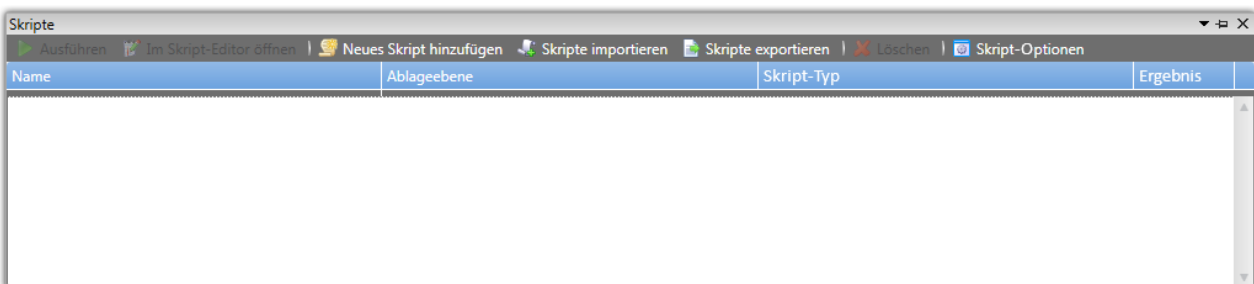 Skripte
Ausführen Im Skript-Editor öffnen Neues Skript hinzufügen Skripte importieren Skripte exportieren Löschen Skript-Optionen
Name Ablageebene Skript-Typ Ergebnis